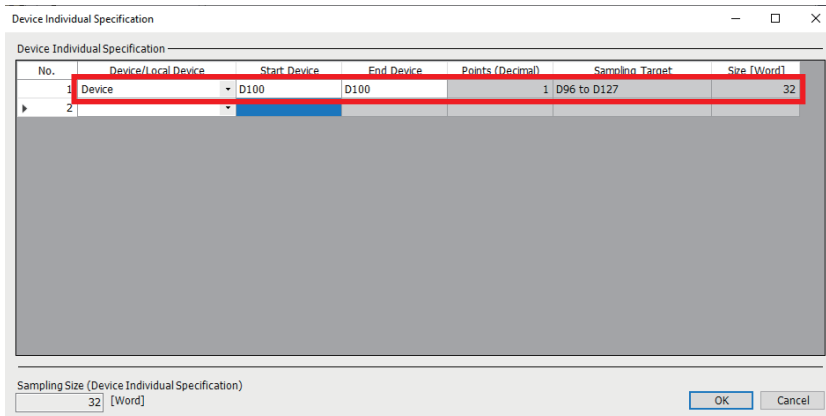 Device Individual Specification
Device Individual Specification
No. Device/Local Device Start Device End Device Points (Decimal) Sampling Target Size [Word]
1 Device D100 D100 1 D96 to D127 32
2
Sampling Size (Device Individual Specification)
32 [Word]
OK Cancel